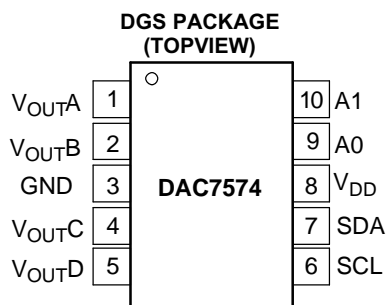 DGS PACKAGE
(TOPVIEW)
VOUTA 1 10 A1
VOUTB 2 9 A0
GND 3 DAC7574 8 VDD
VOUTC 4 7 SDA
VOUTD 5 6 SCL